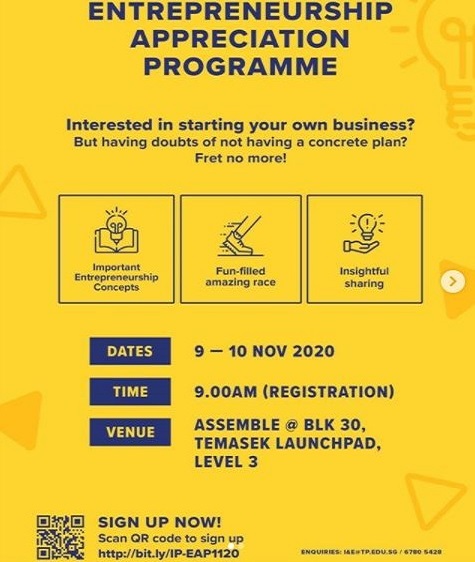 ENTREPRENEURSHIP
APPRECIATION
PROGRAMME
Interested in starting your own business?
But having doubts of not having a concrete plan?
Fret no more!
Important
Entrepreneurship
Concepts
Fun-filled
amazing race
Insightful
sharing
DATES
9 — 10 NOV 2020
TIME
9.00AM (REGISTRATION)
VENUE
ASSEMBLE @ BLK 30,
TEMASEK LAUNCHPAD,
LEVEL 3
SIGN UP NOW!
Scan QR code to sign up
http://bit.ly/IP-EAP1120
ENQUIRIES: I&E@TP.EDU.SG / 6780 5428